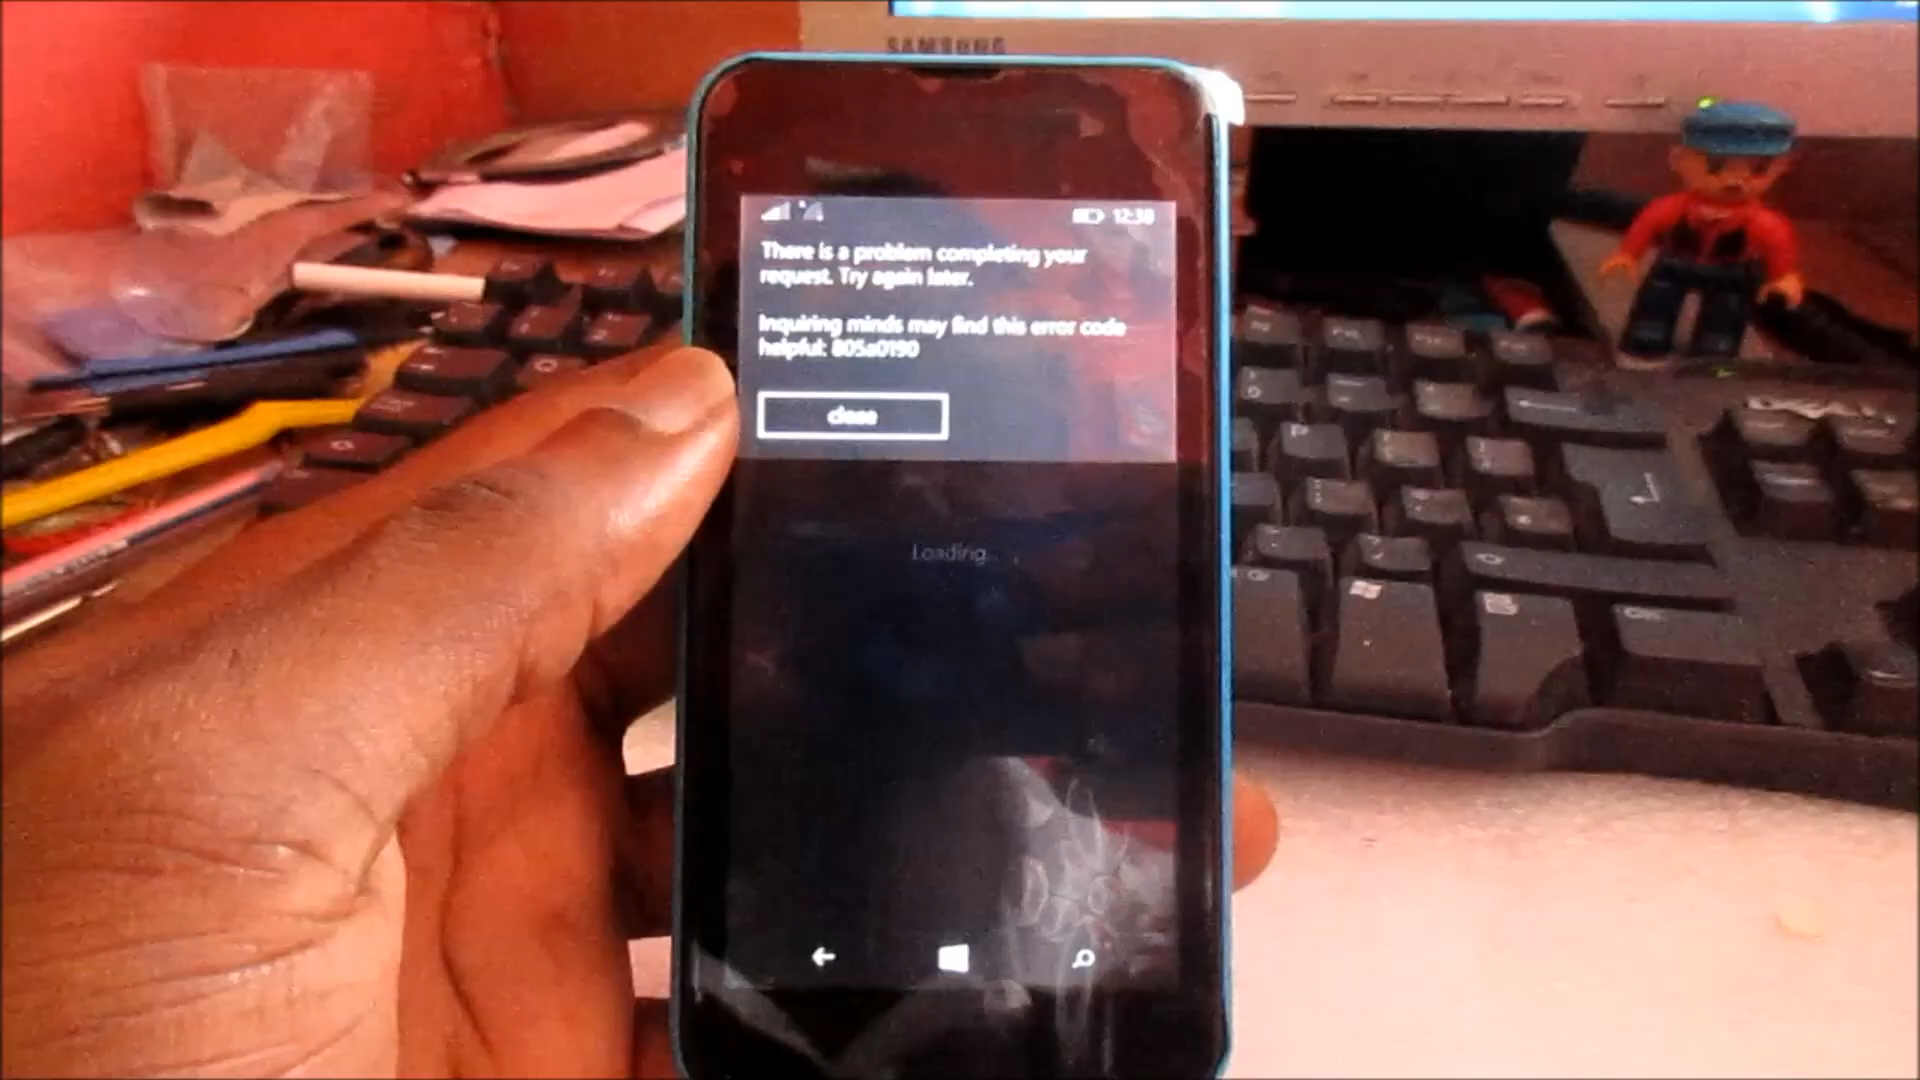 SAMSUNG
12:38
There is a problem completing your
request. Try again later.
Inquiring minds may find this error code
helpful: 805a0190
close
Loading...
P